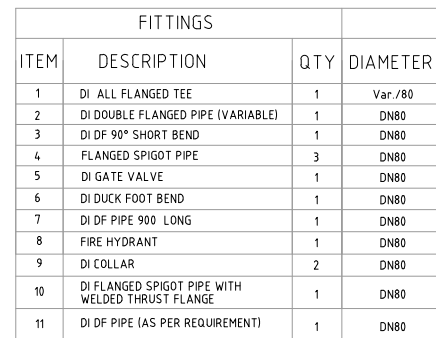 FITTINGS
ITEM DESCRIPTION QTY DIAMETER
1 DI ALL FLANGED TEE 1 Var./80
2 DI DOUBLE FLANGED PIPE (VARIABLE) 1 DN80
3 DI DF 90° SHORT BEND 1 DN80
4 FLANGED SPIGOT PIPE 3 DN80
5 DI GATE VALVE 1 DN80
6 DI DUCK FOOT BEND 1 DN80
7 DI DF PIPE 900 LONG 1 DN80
8 FIRE HYDRANT 1 DN80
9 DI COLLAR 2 DN80
10 DI FLANGED SPIGOT PIPE WITH
WELDED THRUST FLANGE 1 DN80
11 DI DF PIPE (AS PER REQUIREMENT) 1 DN80